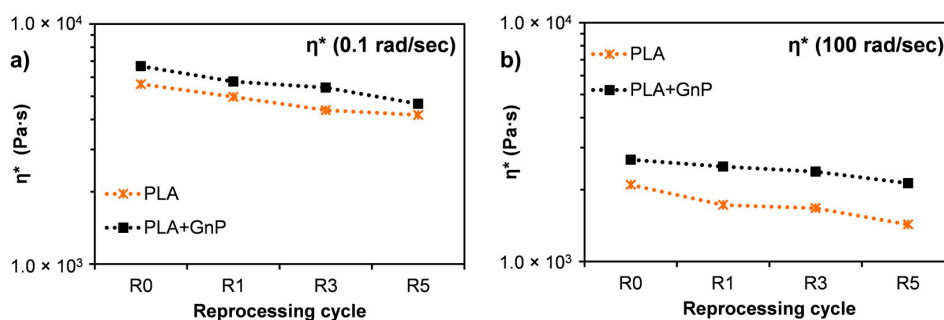 a)
η* (Pa·s)
1.0 × 10⁴
1.0 × 10³
η* (0.1 rad/sec)
PLA
PLA+GnP
R0 R1 R3 R5
Reprocessing cycle
b)
η* (Pa·s)
1.0 × 10⁴
1.0 × 10³
η* (100 rad/sec)
PLA
PLA+GnP
R0 R1 R3 R5
Reprocessing cycle